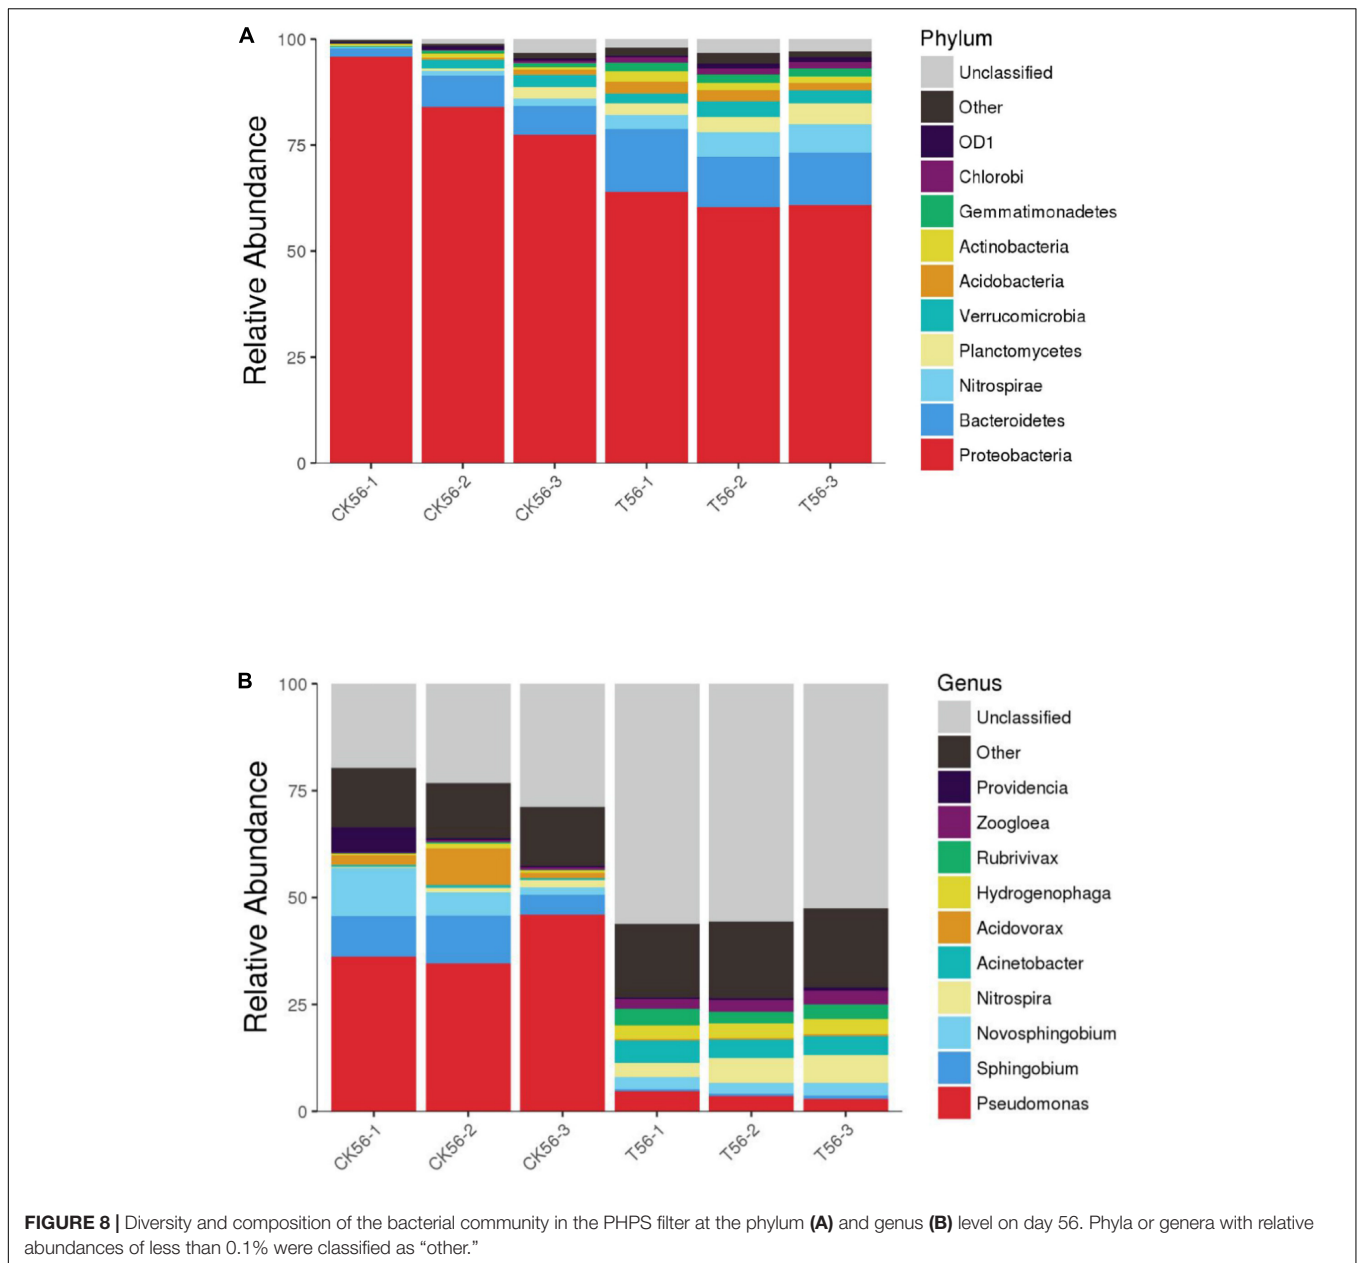 A
Relative Abundance
100
75
50
25
0
CK56-1
CK56-2
CK56-3
T56-1
T56-2
T56-3
Phylum
Unclassified
Other
OD1
Chlorobi
Gemmatimonadetes
Actinobacteria
Acidobacteria
Verrucomicrobia
Planctomycetes
Nitrospirae
Bacteroidetes
Proteobacteria
B
Relative Abundance
100
75
50
25
0
CK56-1
CK56-2
CK56-3
T56-1
T56-2
T56-3
Genus
Unclassified
Other
Providencia
Zoogloea
Rubrivivax
Hydrogenophaga
Acidovorax
Acinetobacter
Nitrospira
Novosphingobium
Sphingobium
Pseudomonas
FIGURE 8 | Diversity and composition of the bacterial community in the PHPS filter at the phylum (A) and genus (B) level on day 56. Phyla or genera with relative
abundances of less than 0.1% were classified as “other.”